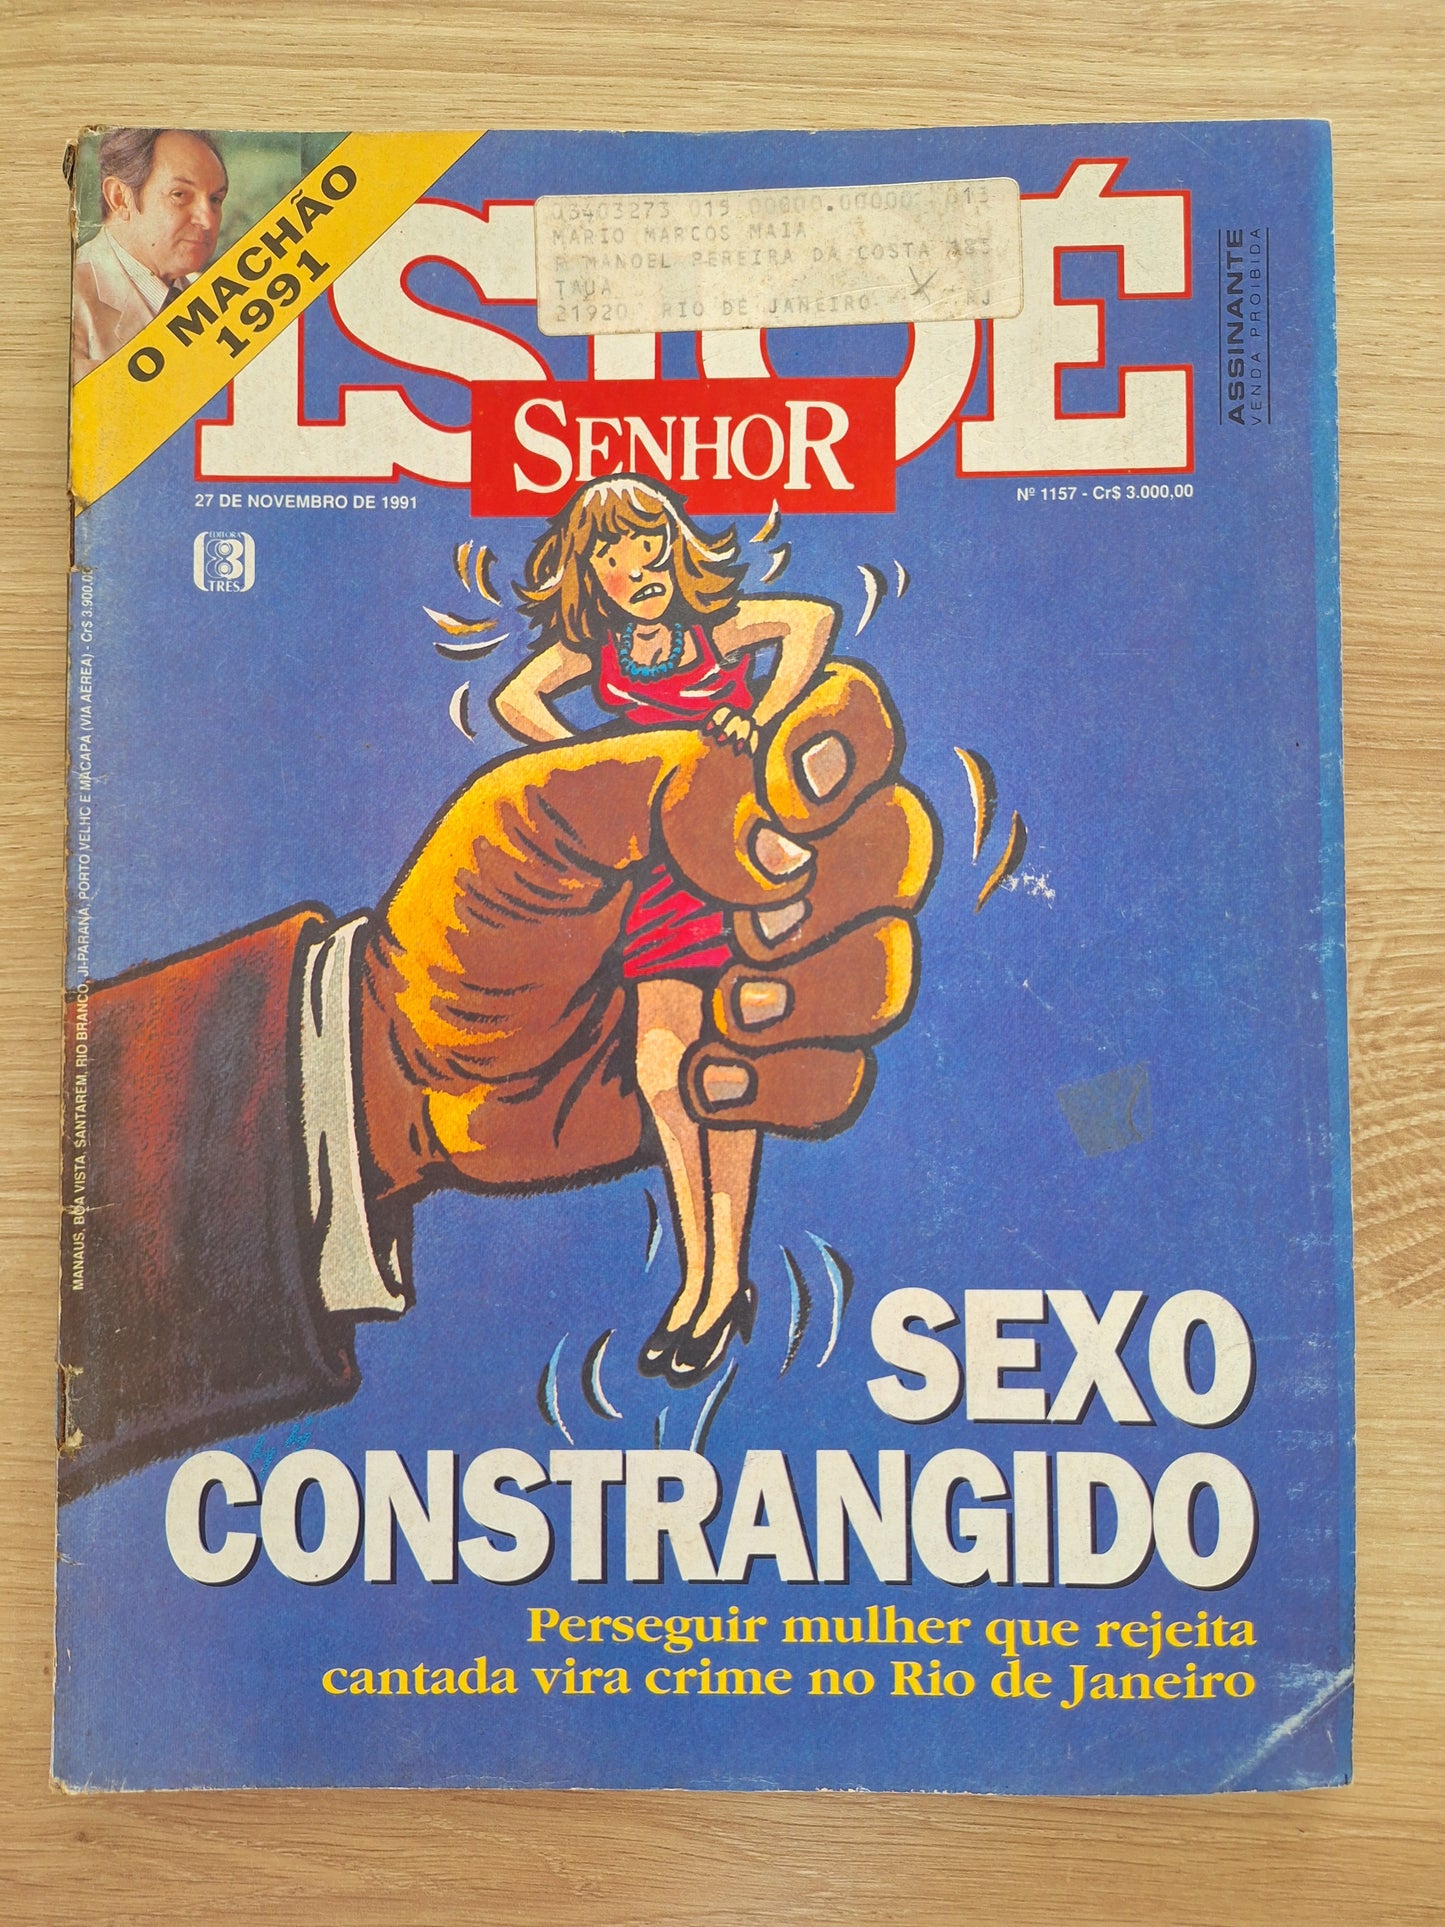 O MACHÃO
1991
ISTOÉ
SENHOR
03403273 015 00000.00000 013
MARIO MARCOS MAIA
R MANOEL PEREIRA DA COSTA 185
TAUA
21920 RIO DE JANEIRO RJ
ASSINANTE
VENDA PROIBIDA
27 DE NOVEMBRO DE 1991
Nº 1157 - Cr$ 3.000,00
EDITORA
3
TRÊS
MANAUS, BOA VISTA, SANTAREM, RIO BRANCO, JI-PARANÁ, PORTO VELHO E MACAPÁ (VIA AÉREA) - Cr$ 3.900,00
SEXO
CONSTRANGIDO
Perseguir mulher que rejeita
cantada vira crime no Rio de Janeiro